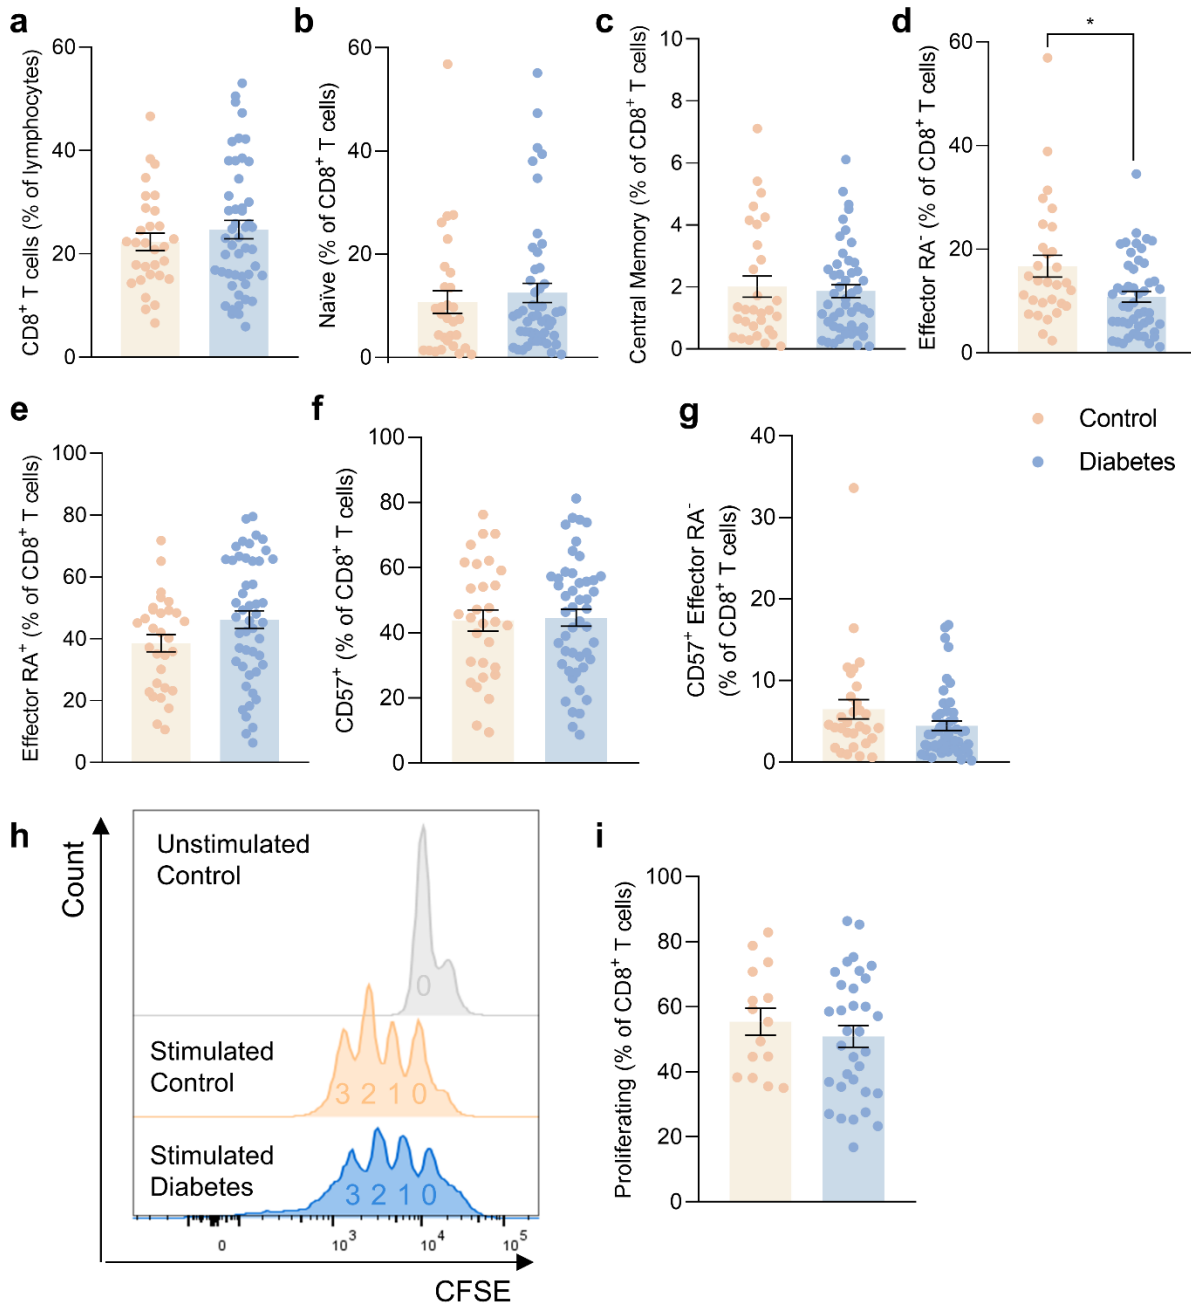 a
CD8⁺ T cells (% of lymphocytes)
60
40
20
0
b
Naïve (% of CD8⁺ T cells)
60
40
20
0
c
Central Memory (% of CD8⁺ T cells)
10
8
6
4
2
0
d
Effector RA⁻ (% of CD8⁺ T cells)
60
40
20
0
*
e
Effector RA⁺ (% of CD8⁺ T cells)
100
80
60
40
20
0
f
CD57⁺ (% of CD8⁺ T cells)
100
80
60
40
20
0
g
CD57⁺ Effector RA⁻
(% of CD8⁺ T cells)
40
30
20
10
0
Control
Diabetes
h
Count
Unstimulated
Control
0
Stimulated
Control
3 2 1 0
Stimulated
Diabetes
3 2 1 0
0 10³ 10⁴ 10⁵
CFSE
i
Proliferating (% of CD8⁺ T cells)
100
80
60
40
20
0